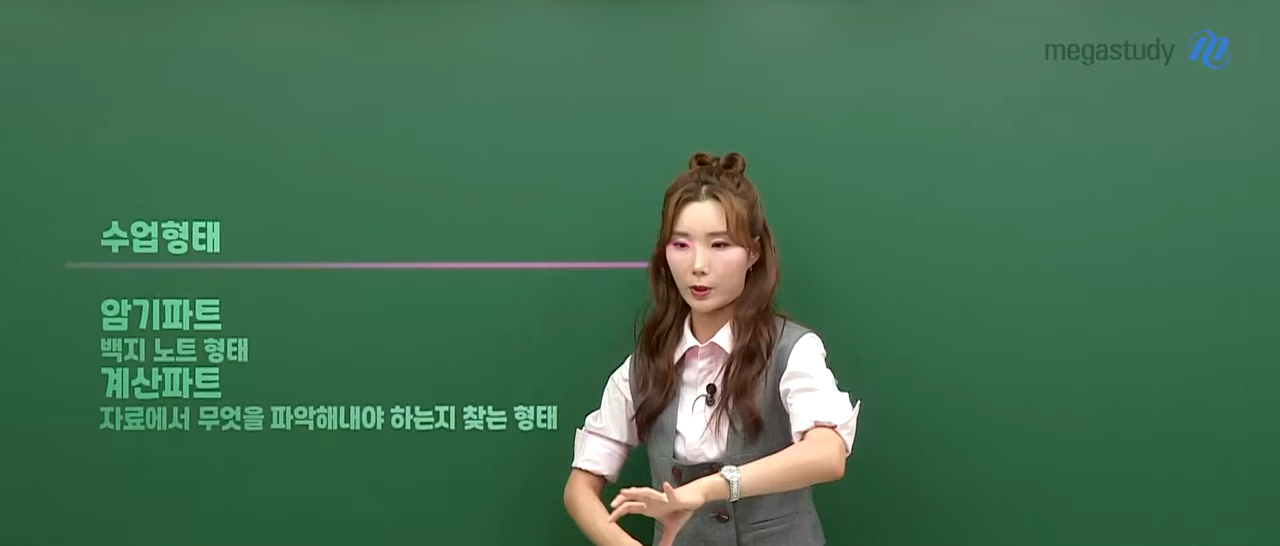 megastudy
수업형태
암기파트
백지 노트 형태
계산파트
자료에서 무엇을 파악해내야 하는지 찾는 형태